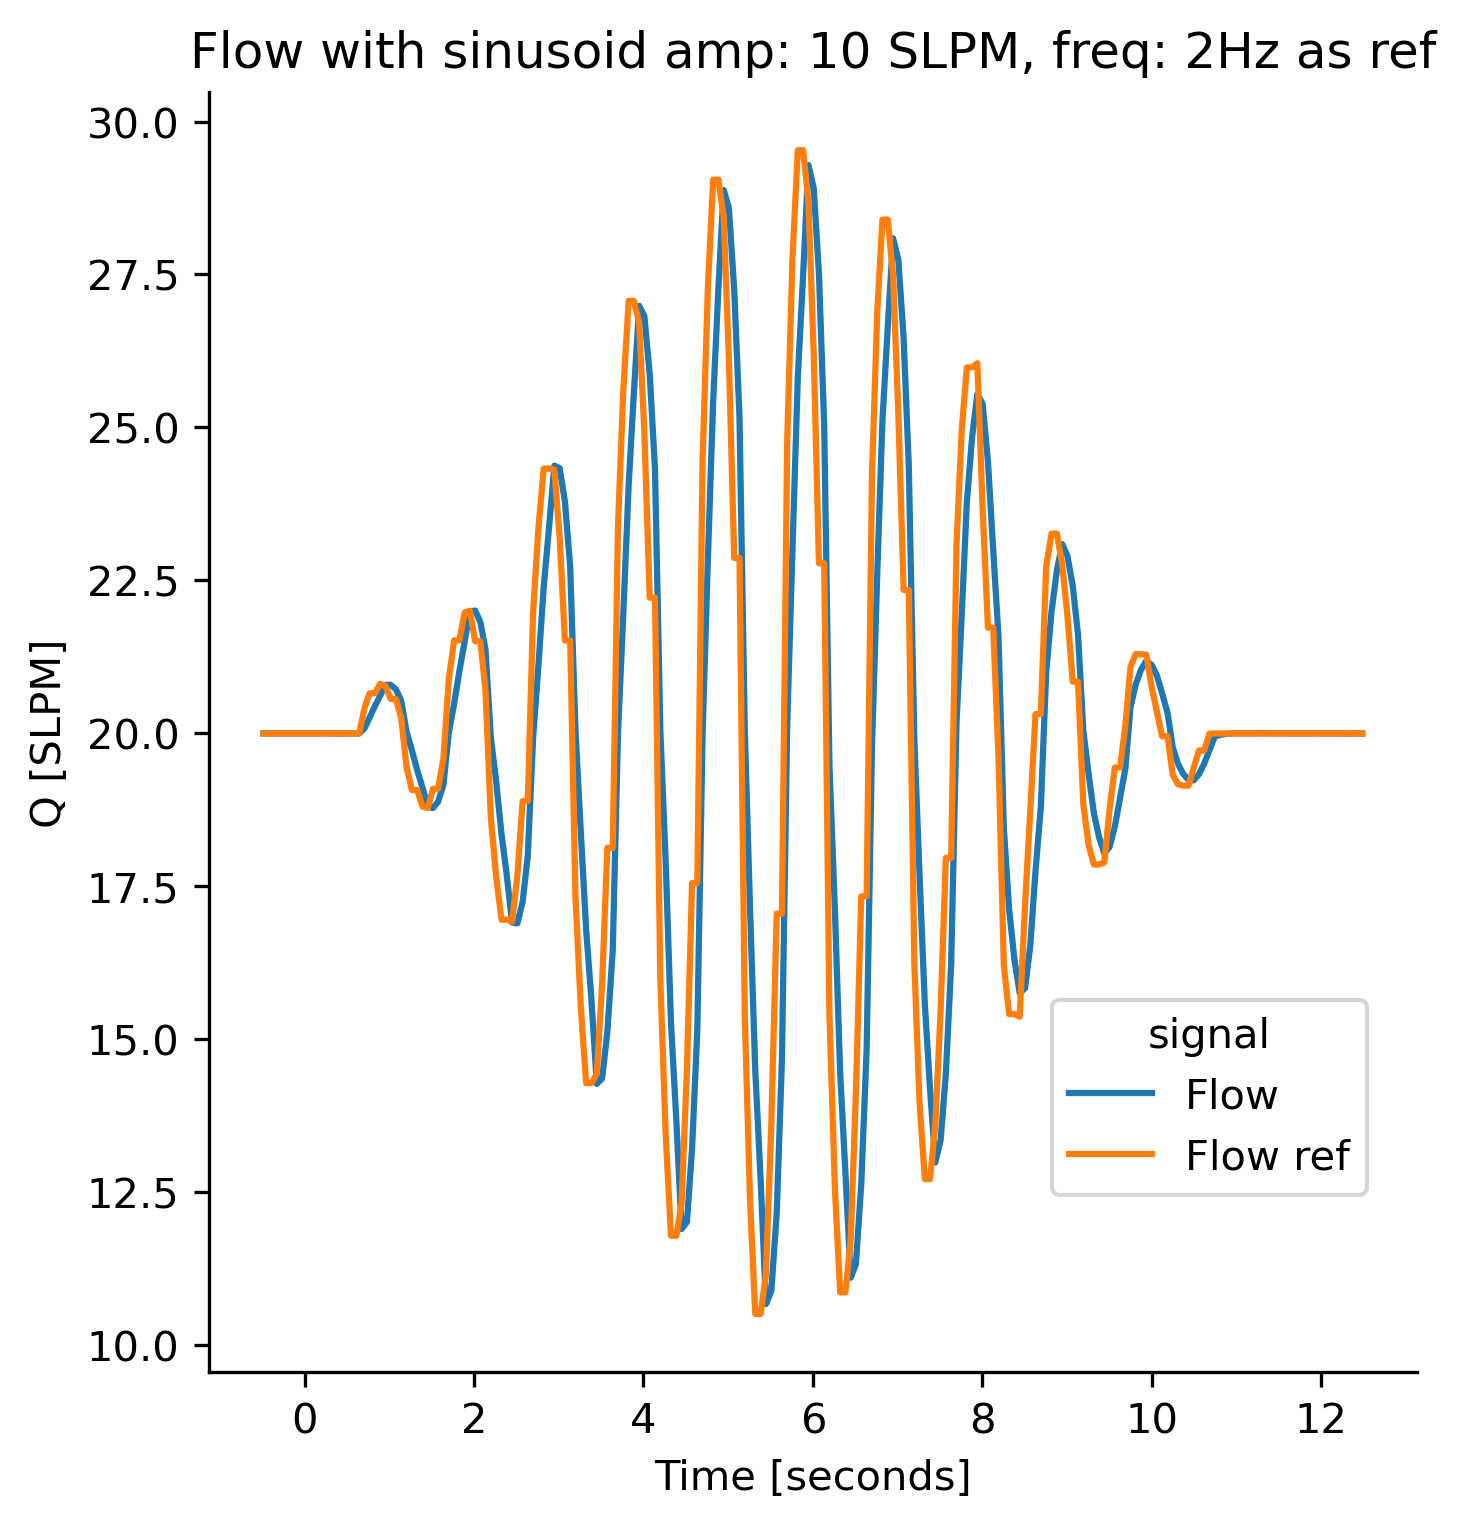 Flow with sinusoid amp: 10 SLPM, freq: 2Hz as ref
30.0
27.5
25.0
22.5
20.0
17.5
15.0
12.5
10.0
Q [SLPM]
signal
Flow
Flow ref
0 2 4 6 8 10 12
Time [seconds]